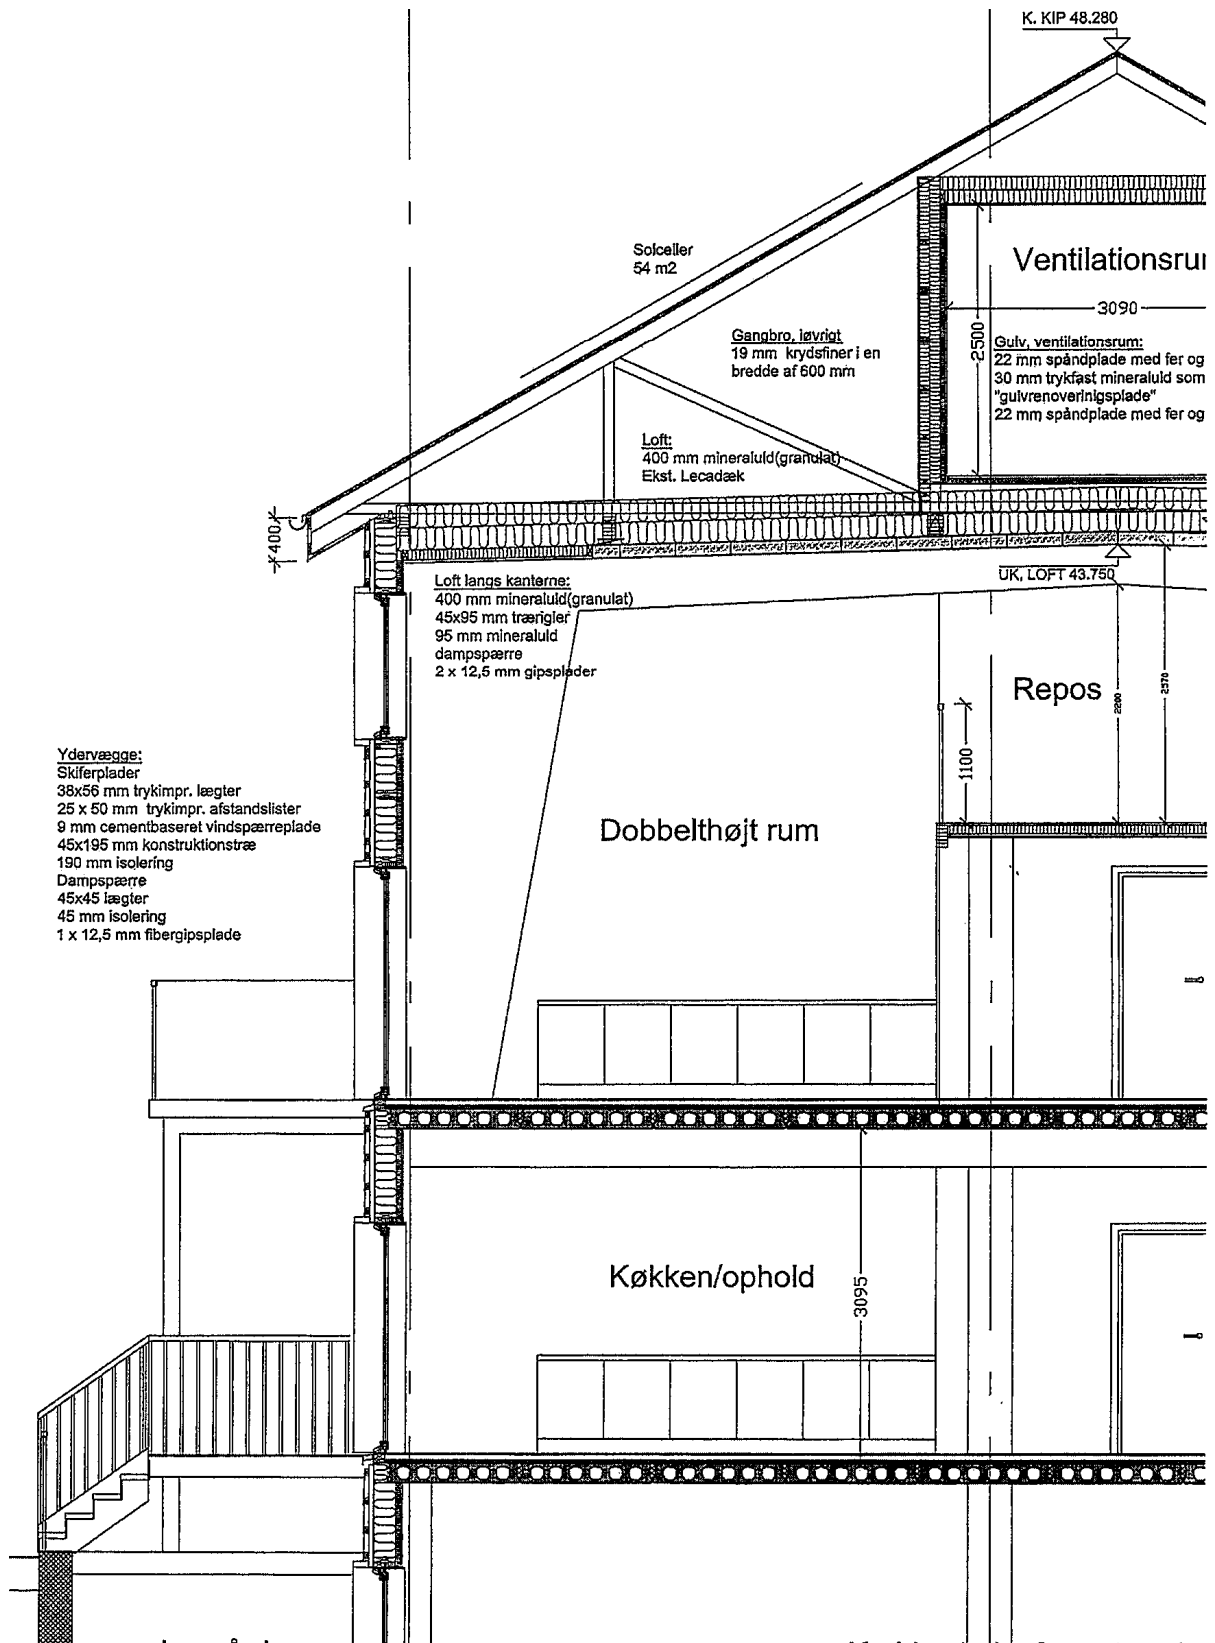 K. KIP 48.280
Solceller
54 m2
Ventilationsru
3090
2500
Gangbro, iøvrigt
19 mm krydsfiner i en
bredde af 600 mm
Gulv, ventilationsrum:
22 mm spåndplade med fer og
30 mm trykfast mineraluld som
"gulvrenoverinigsplade"
22 mm spåndplade med fer og
Loft:
400 mm mineraluld(granulat)
Ekst. Lecadæk
400
UK, LOFT 43.750
Loft langs kanterne:
400 mm mineraluld(granulat)
45x95 mm trærigler
95 mm mineraluld
dampspærre
2 x 12,5 mm gipsplader
Repos
2200
2570
1100
Ydervægge:
Skiferplader
38x56 mm trykimpr. lægter
25 x 50 mm trykimpr. afstandslister
9 mm cementbaseret vindspærreplade
45x195 mm konstruktionstræ
190 mm isolering
Dampspærre
45x45 lægter
45 mm isolering
1 x 12,5 mm fibergipsplade
Dobbelthøjt rum
Køkken/ophold
3095